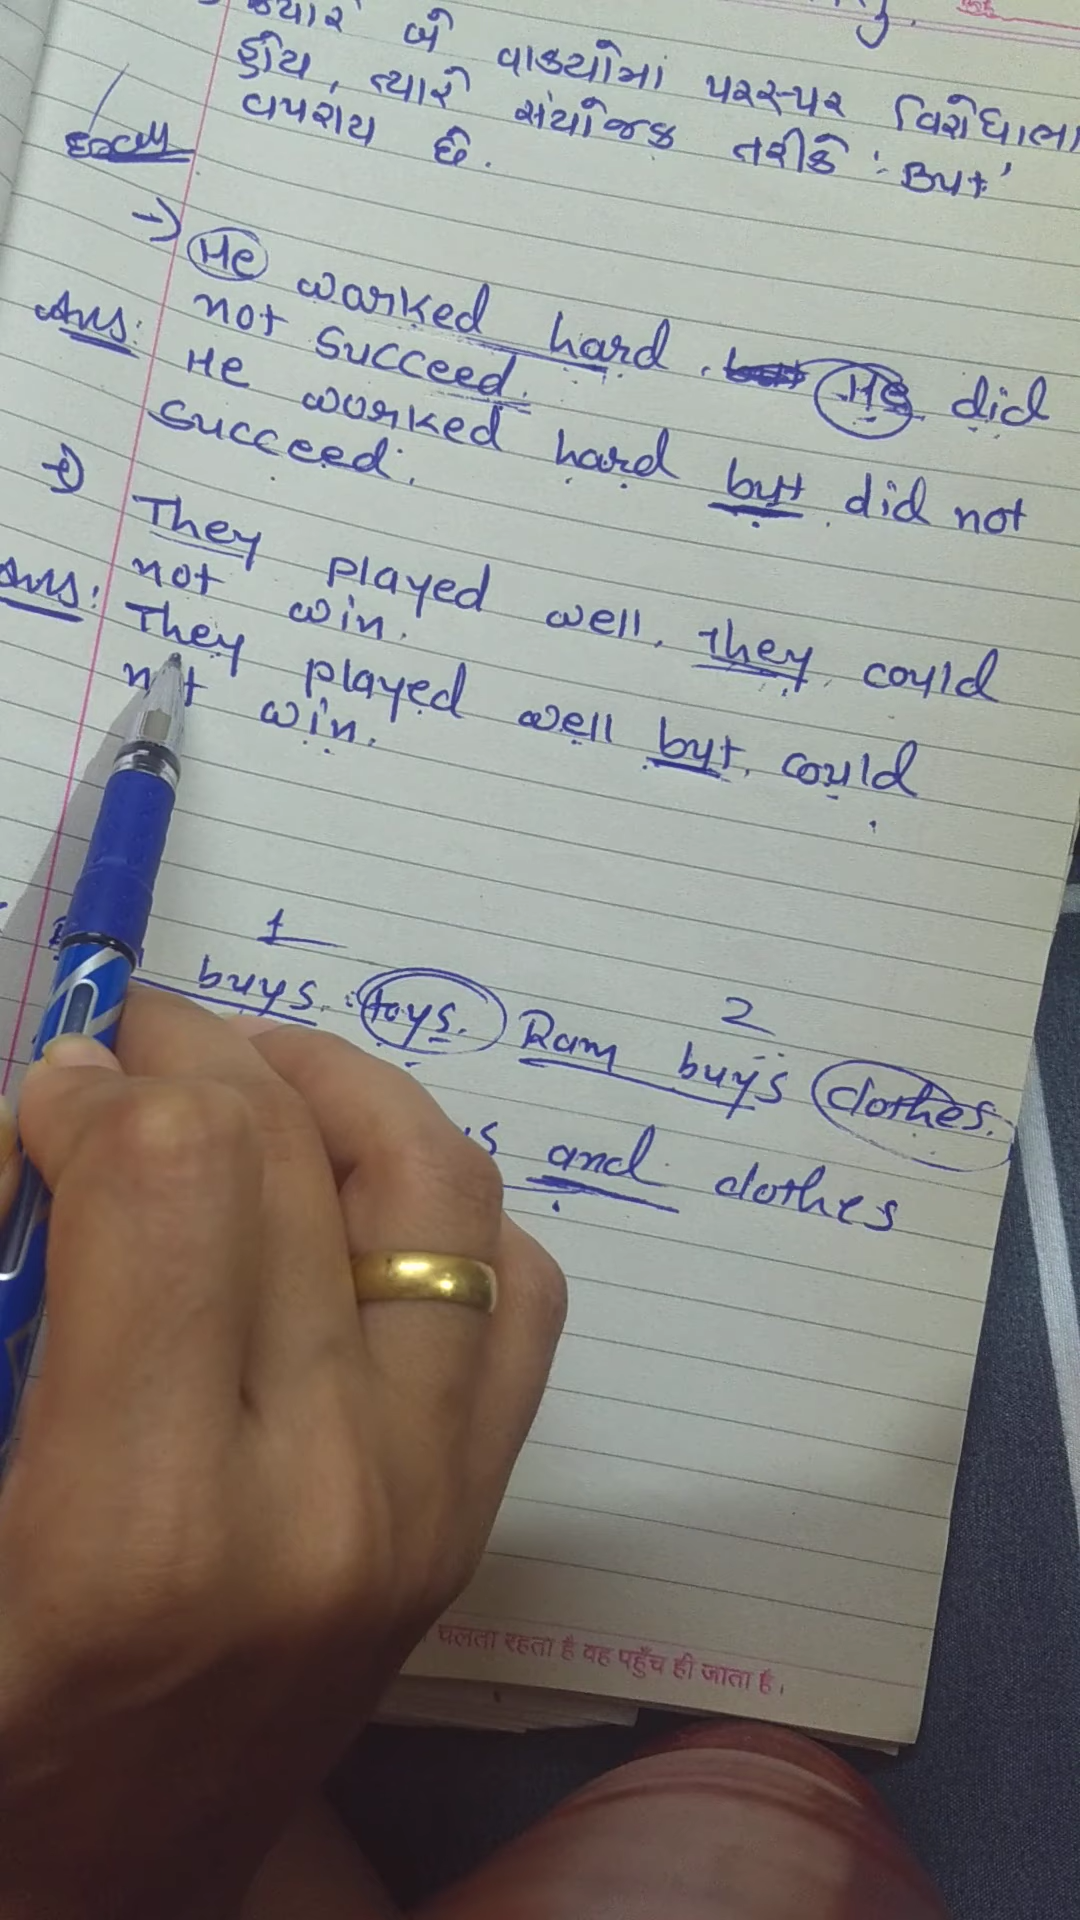 જ્યારે બે વાક્યોમાં પરસ્પર વિરોધાભા
હોય, ત્યારે સંયોજક તરીકે 'But'
વપરાય છે.
→ He worked hard. He did
not succeed.
Ans: He worked hard but did not
succeed.
They played well. They could
not win.
Ans: They played well but could
not win.
1 2
buys toys. Ram buys clothes.
and clothes
चलता रहता है वह पहुँच ही जाता है।